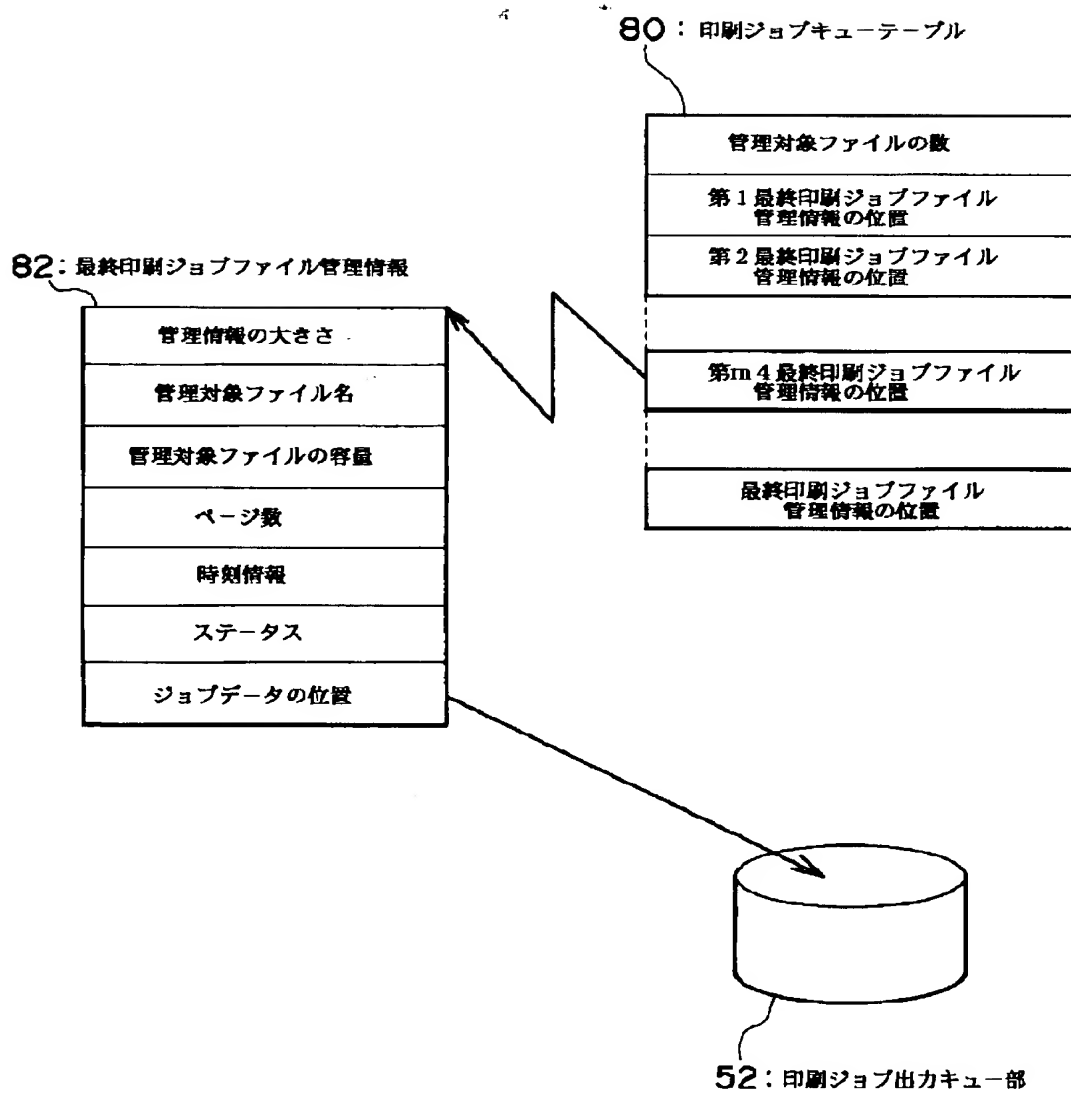 80：印刷ジョブキューテーブル
管理対象ファイルの数
第1最終印刷ジョブファイル
管理情報の位置
第2最終印刷ジョブファイル
管理情報の位置
第m4最終印刷ジョブファイル
管理情報の位置
最終印刷ジョブファイル
管理情報の位置
82：最終印刷ジョブファイル管理情報
管理情報の大きさ
管理対象ファイル名
管理対象ファイルの容量
ページ数
時刻情報
ステータス
ジョブデータの位置
52：印刷ジョブ出力キュー部